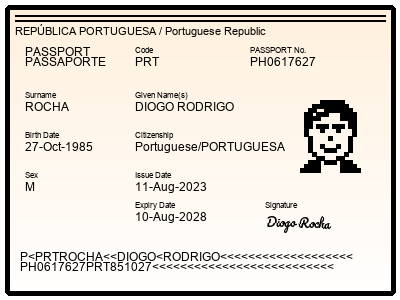 REPÚBLICA PORTUGUESA / Portuguese Republic
PASSPORT Code PASSPORT No.
PASSAPORTE PRT PH0617627
Surname Given Name(s)
ROCHA DIOGO RODRIGO
Birth Date Citizenship
27-Oct-1985 Portuguese/PORTUGUESA
Sex Issue Date
M 11-Aug-2023
Expiry Date Signature
10-Aug-2028 Diogo Rocha
P<PRTROCHA<<DIOGO<RODRIGO<<<<<<<<<<<<<<<<<<<
PH0617627PRT851027<<<<<<<<<<<<<<<<<<<<<<<<<<